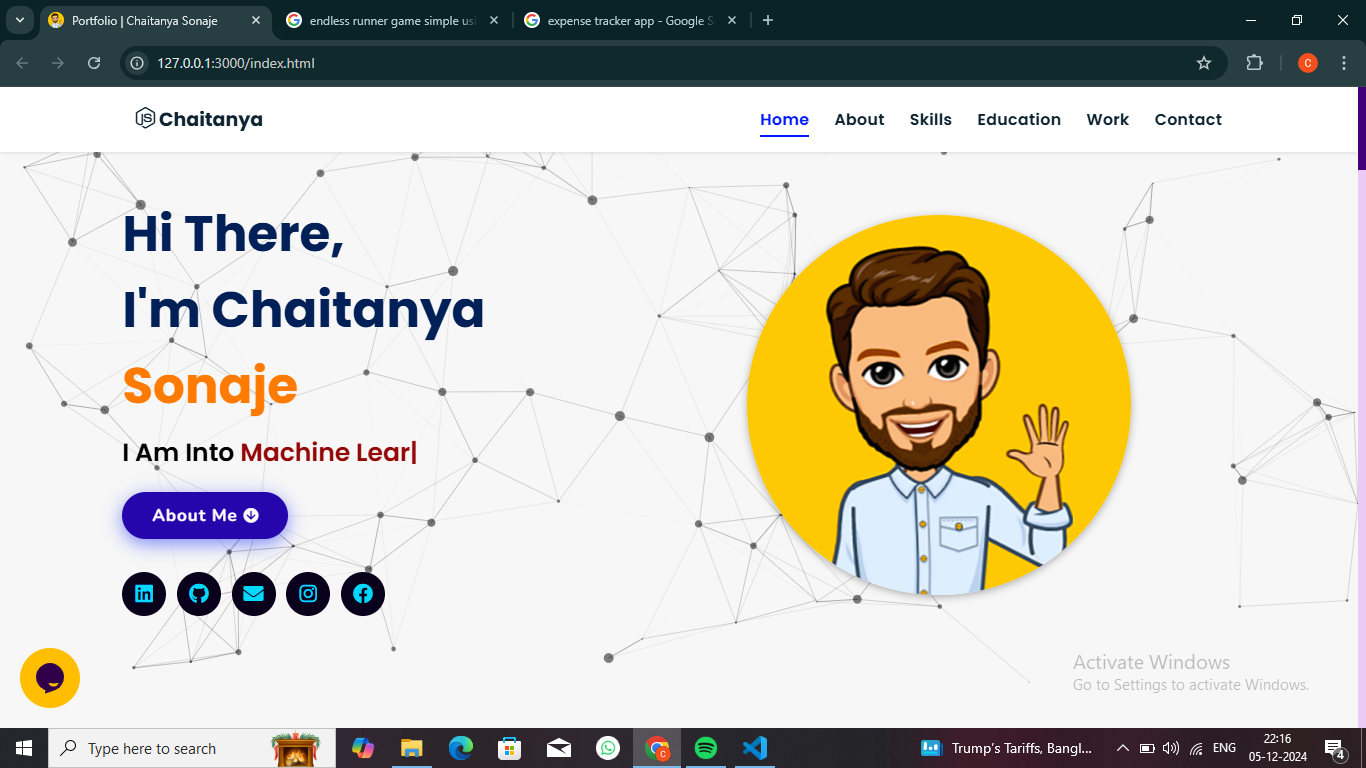 Portfolio | Chaitanya Sonaje
endless runner game simple usi
expense tracker app - Google S
127.0.0.1:3000/index.html
C
JS Chaitanya
Home About Skills Education Work Contact
Hi There,
I'm Chaitanya
Sonaje
I Am Into Machine Lear|
About Me
in
Activate Windows
Go to Settings to activate Windows.
Type here to search
C
Trump's Tariffs, Bangl...
ENG
22:16
05-12-2024
4